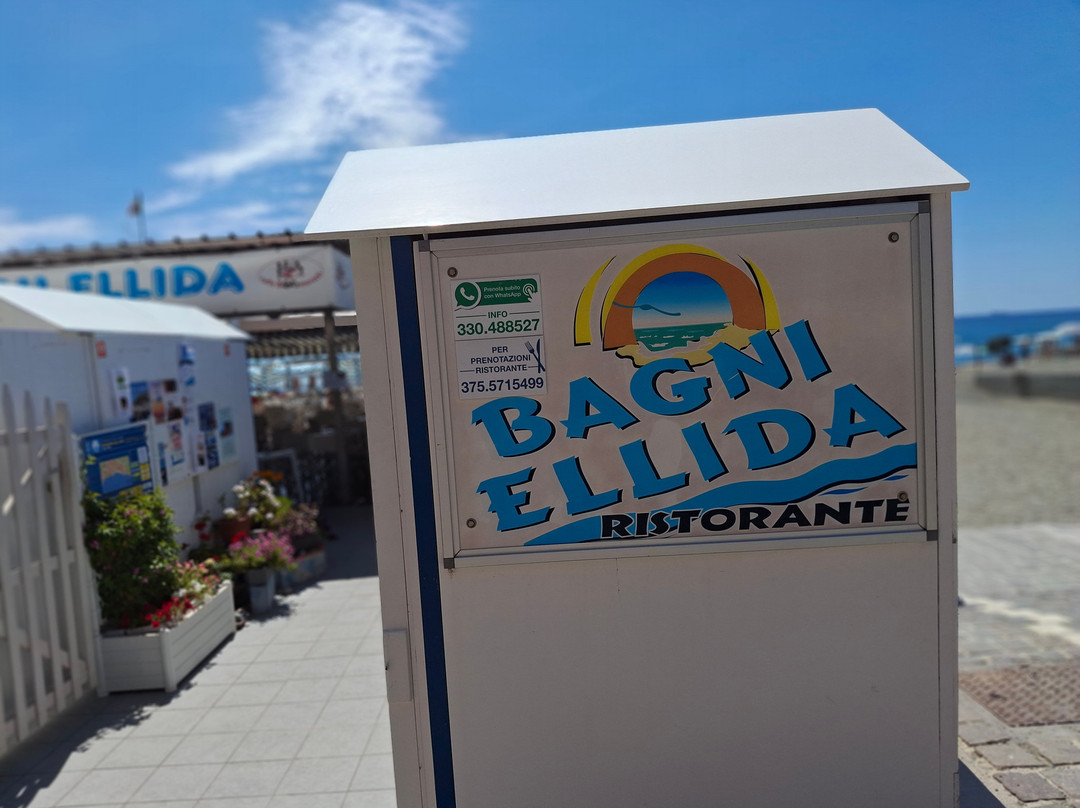 ELLIDA
Prenota subito
con WhatsApp
INFO
330.488527
PER
PRENOTAZIONI
RISTORANTE
375.5715499
BAGNI
ELLIDA
RISTORANTE